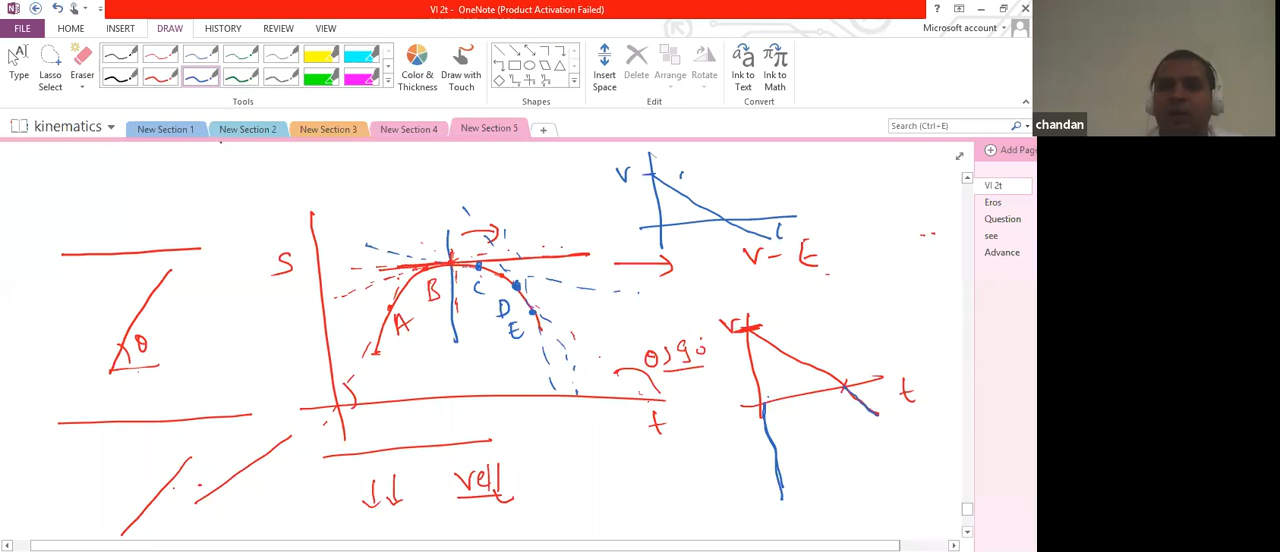 VI 2t - OneNote (Product Activation Failed)
FILE HOME INSERT DRAW HISTORY REVIEW VIEW
Microsoft account
Type
Lasso Select
Eraser
Color & Thickness
Draw with Touch
Insert Space
Delete
Arrange
Rotate
Ink to Text
Ink to Math
Tools
Shapes
Edit
Convert
chandan
kinematics
New Section 1
New Section 2
New Section 3
New Section 4
New Section 5
Search (Ctrl+E)
Add Page
VI 2t
Eros
Question
see
Advance
V
t
V - E
S
A
B
C
D
E
θ
θ > 90
t
V
t
↓↓ vel